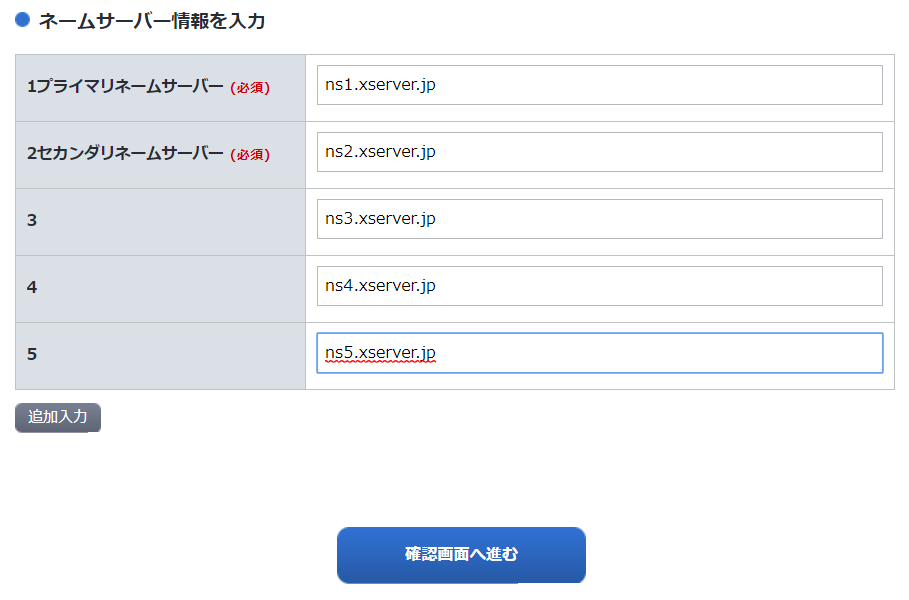 ネームサーバー情報を入力
1プライマリネームサーバー (必須)
ns1.xserver.jp
2セカンダリネームサーバー (必須)
ns2.xserver.jp
3
ns3.xserver.jp
4
ns4.xserver.jp
5
ns5.xserver.jp
追加入力
確認画面へ進む